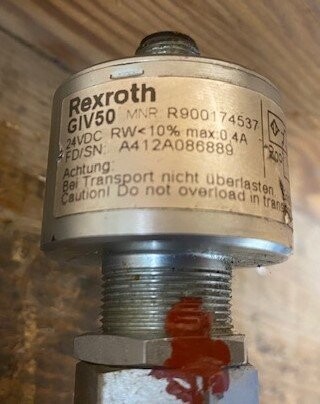 Rexroth
GIV50 MNR: R900174537
24VDC RW<10% max.0.4A
FD/SN: A412A086889
Achtung:
Bei Transport nicht überlasten
Caution! Do not overload in trans